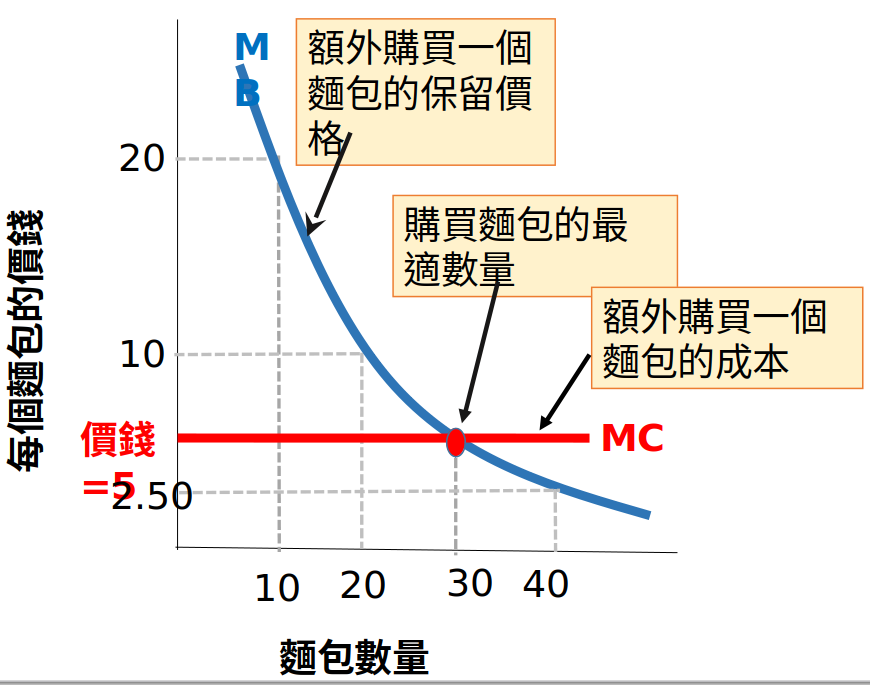 M
B
額外購買一個
麵包的保留價
格
20
購買麵包的最
適數量
額外購買一個
麵包的成本
每個麵包的價錢
10
價錢
=5
MC
2.50
10
20
30
40
麵包數量